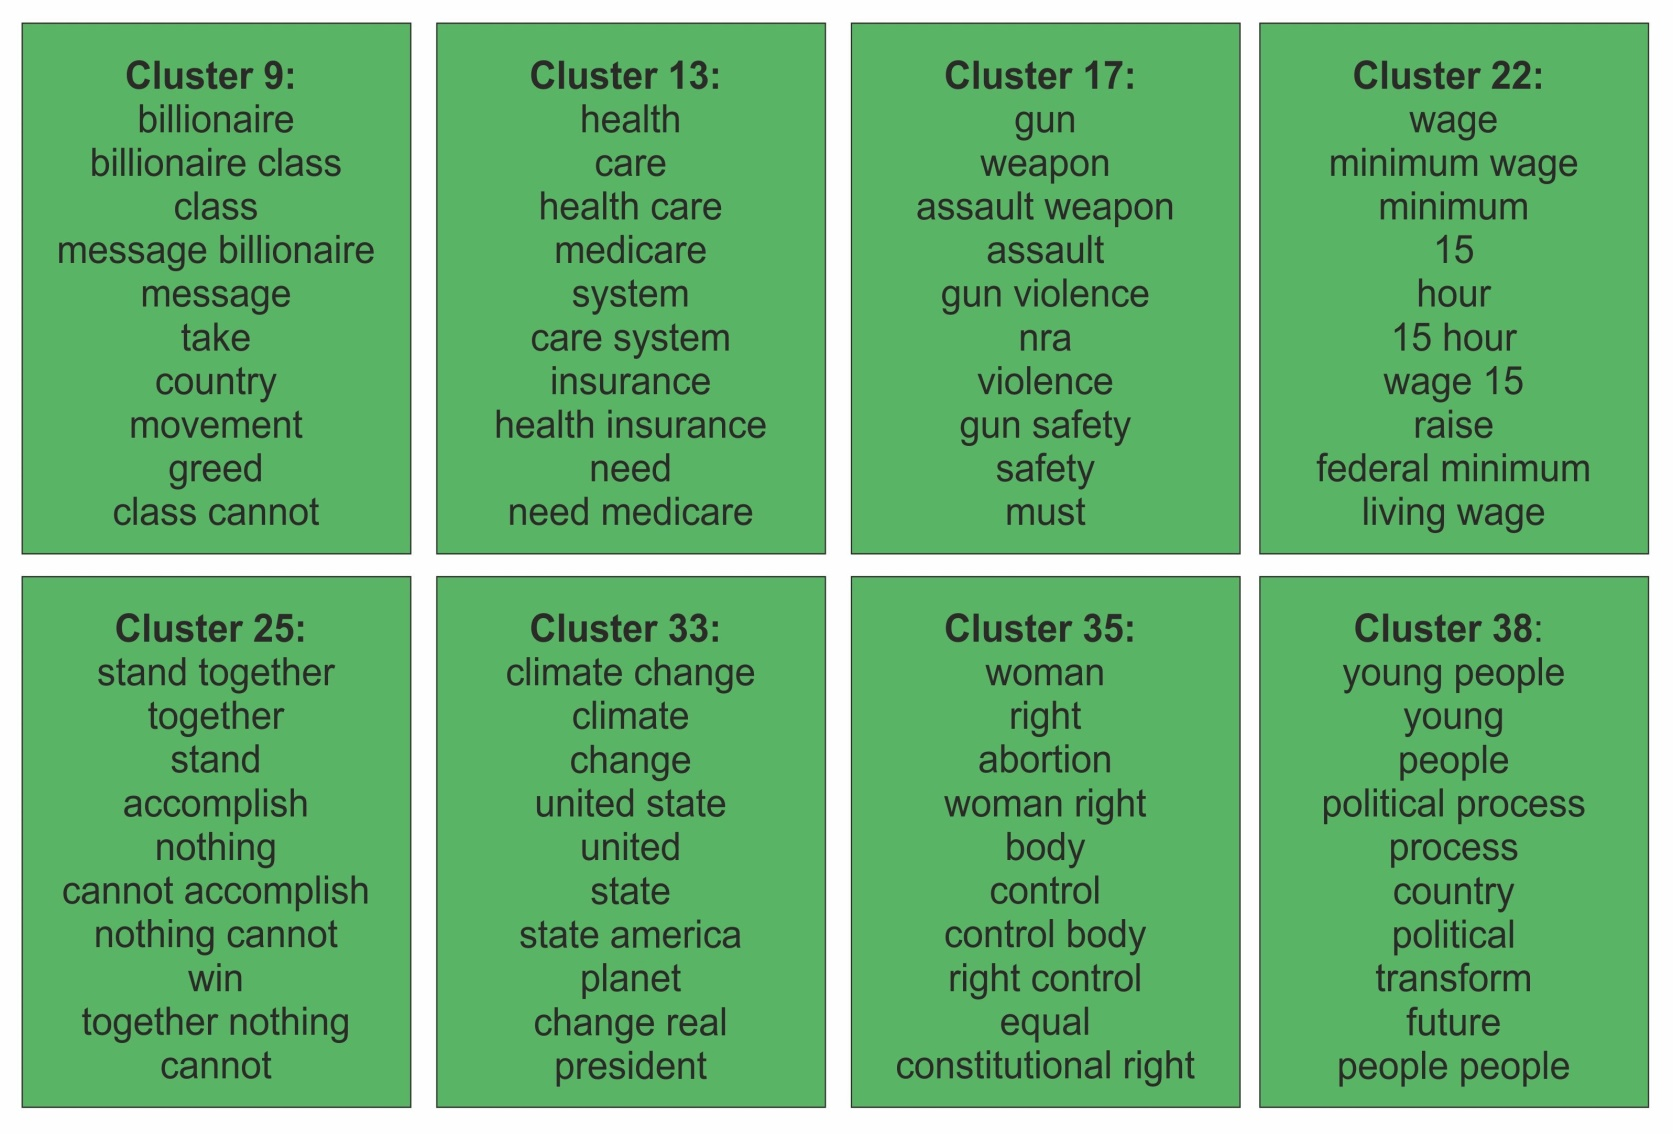 Cluster 9:
billionaire
billionaire class
class
message billionaire
message
take
country
movement
greed
class cannot
Cluster 13:
health
care
health care
medicare
system
care system
insurance
health insurance
need
need medicare
Cluster 17:
gun
weapon
assault weapon
assault
gun violence
nra
violence
gun safety
safety
must
Cluster 22:
wage
minimum wage
minimum
15
hour
15 hour
wage 15
raise
federal minimum
living wage
Cluster 25:
stand together
together
stand
accomplish
nothing
cannot accomplish
nothing cannot
win
together nothing
cannot
Cluster 33:
climate change
climate
change
united state
united
state
state america
planet
change real
president
Cluster 35:
woman
right
abortion
woman right
body
control
control body
right control
equal
constitutional right
Cluster 38:
young people
young
people
political process
process
country
political
transform
future
people people